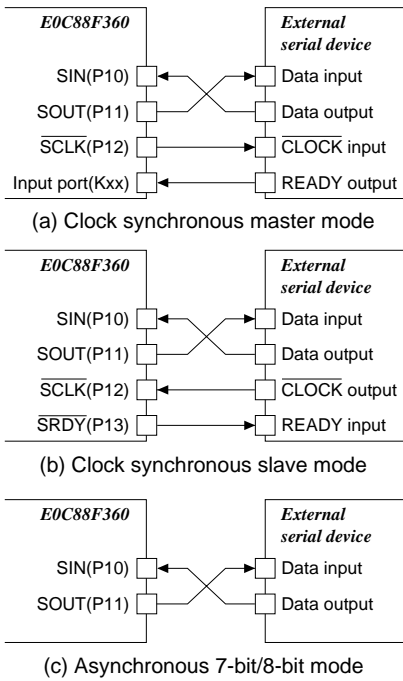 E0C88F360 External
serial device
SIN(P10) Data input
SOUT(P11) Data output
SCLK(P12) CLOCK input
Input port(Kxx) READY output
(a) Clock synchronous master mode
E0C88F360 External
serial device
SIN(P10) Data input
SOUT(P11) Data output
SCLK(P12) CLOCK output
SRDY(P13) READY input
(b) Clock synchronous slave mode
E0C88F360 External
serial device
SIN(P10) Data input
SOUT(P11) Data output
(c) Asynchronous 7-bit/8-bit mode